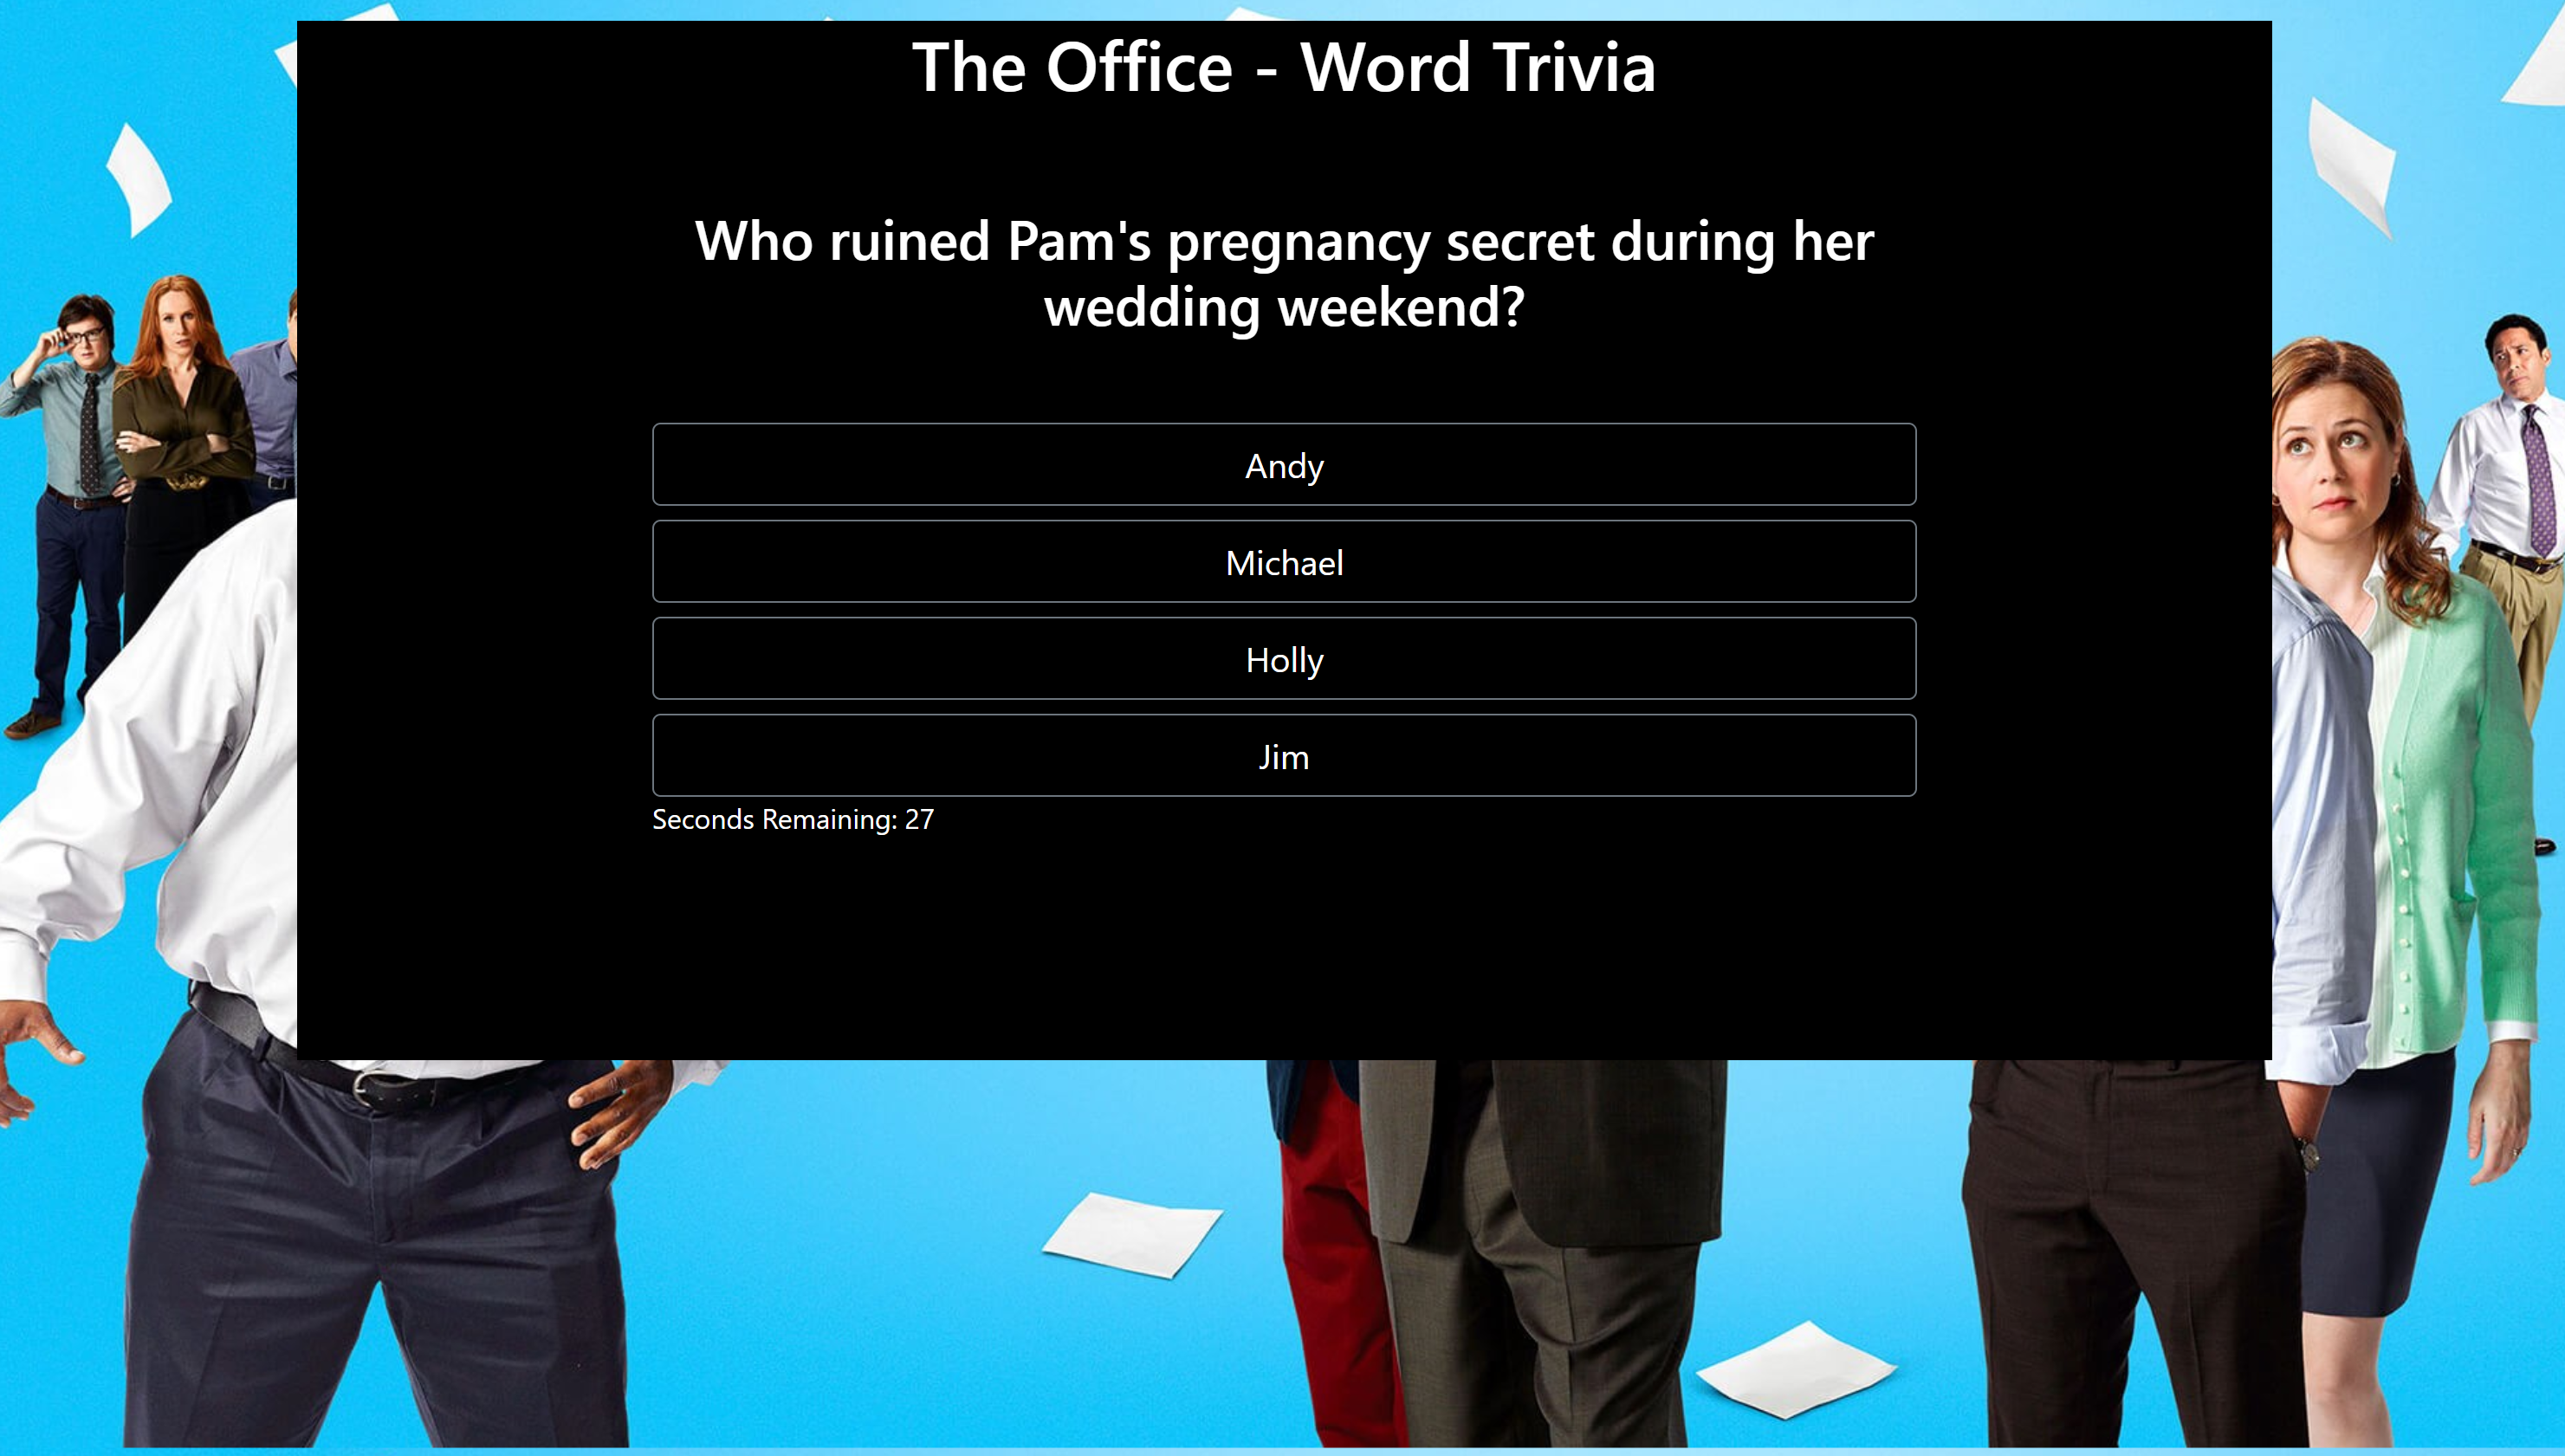 The Office - Word Trivia
Who ruined Pam's pregnancy secret during her
wedding weekend?
Andy
Michael
Holly
Jim
Seconds Remaining: 27